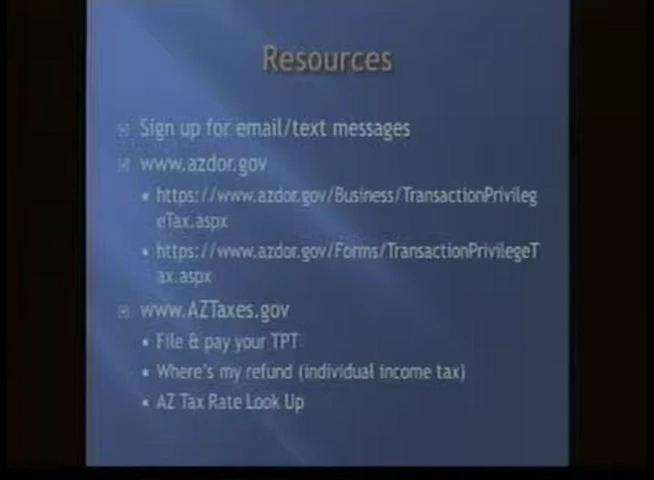 Resources
Sign up for email/text messages
www.azdor.gov
https://www.azdor.gov/Business/TransactionPrivileg
eTax.aspx
https://www.azdor.gov/Forms/TransactionPrivilegeT
ax.aspx
www.AZTaxes.gov
File & pay your TPT
Where's my refund (individual income tax)
AZ Tax Rate Look Up